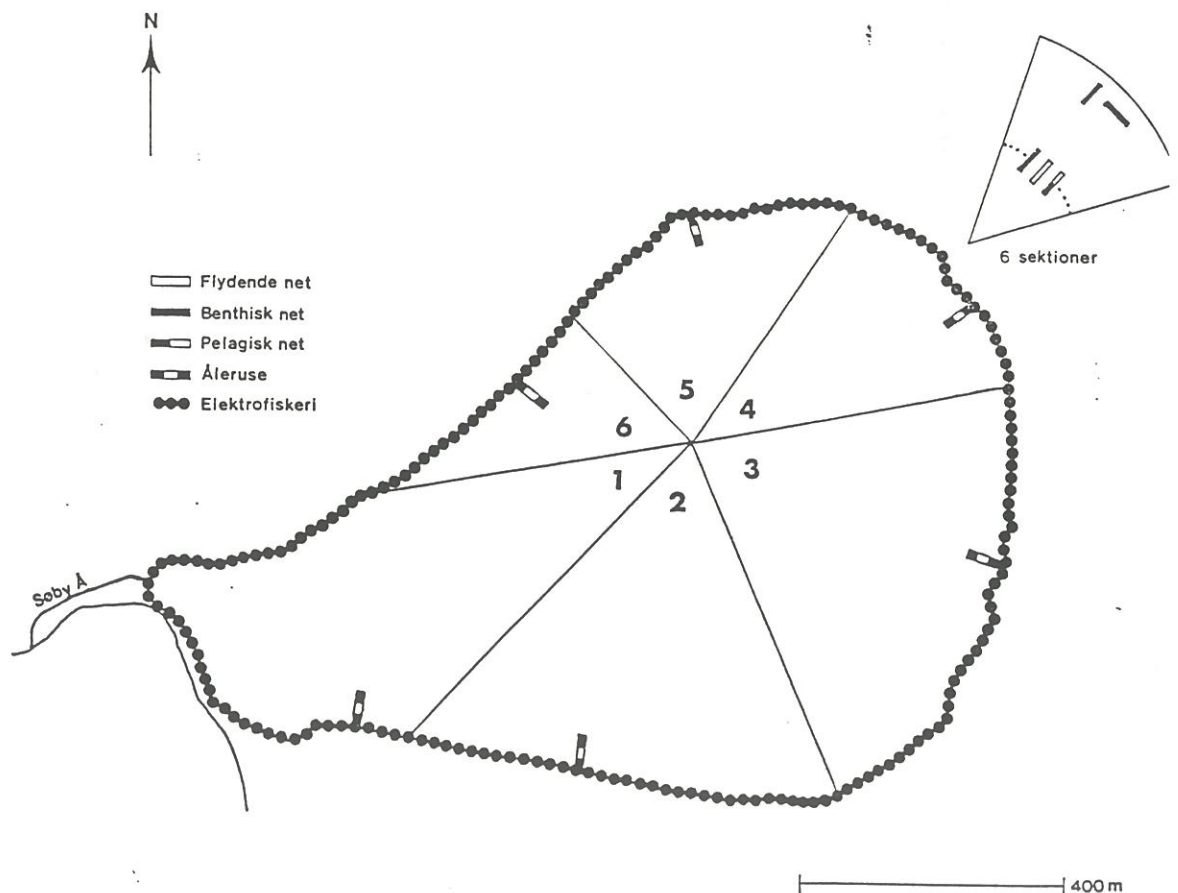 N
6 sektioner
Flydende net
Benthisk net
Pelagisk net
Åleruse
Elektrofiskeri
5
4
6
1
3
2
Søby Å
400 m